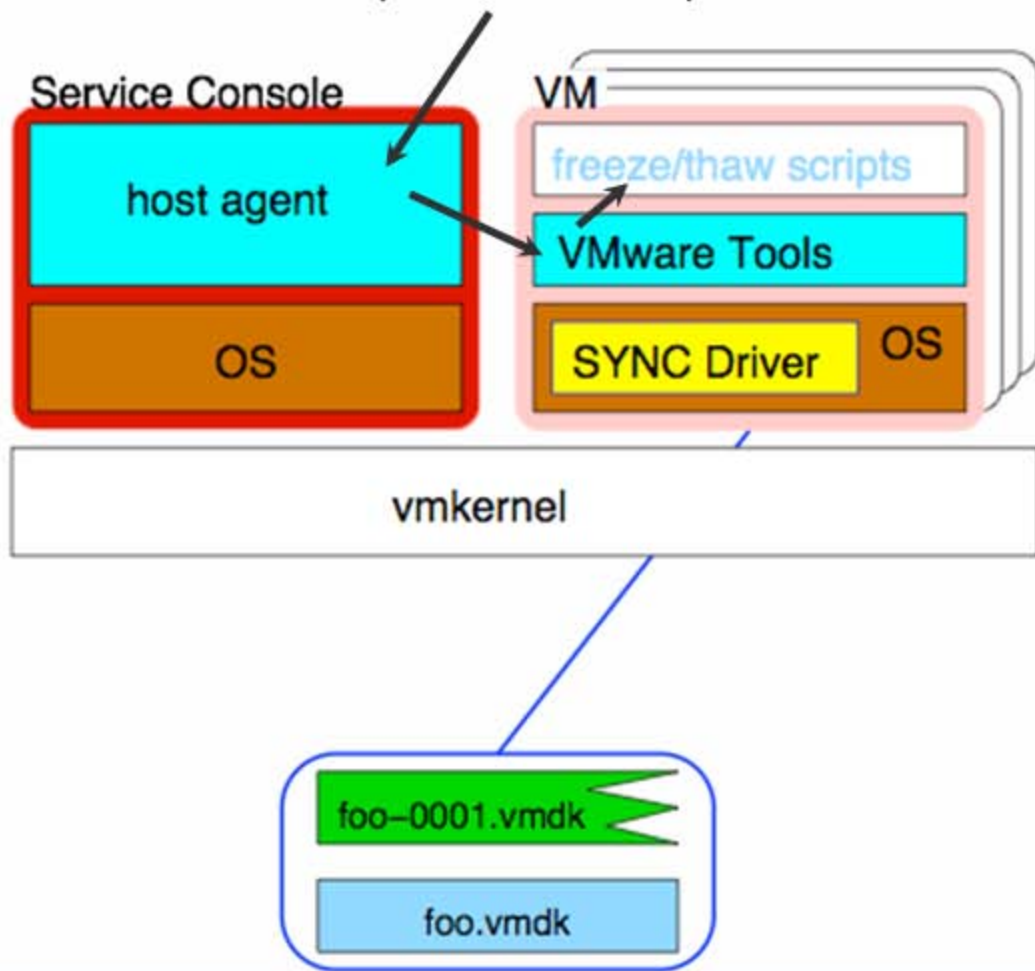 Service Console
VM
host agent
freeze/thaw scripts
VMware Tools
OS
SYNC Driver
OS
vmkernel
foo–0001.vmdk
foo.vmdk